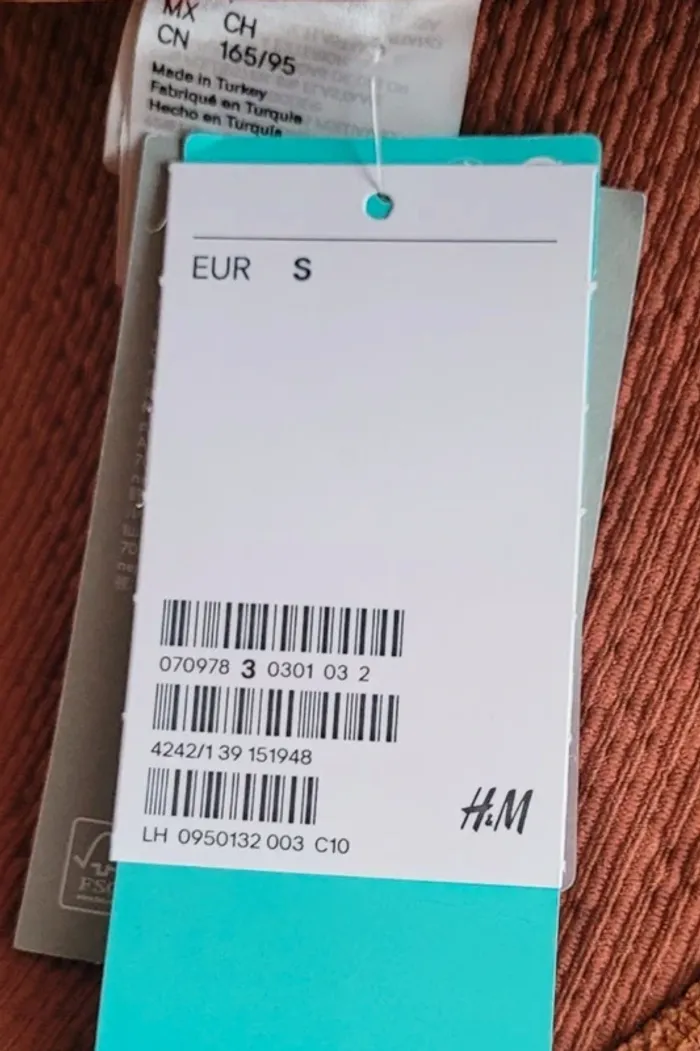 MX CH
CN 165/95
Made in Turkey
Fabriqué en Turquie
Hecho en Turquía
EUR S
070978 3 0301 03 2
4242/1 39 151948
LH 0950132 003 C10
H&M
FSC